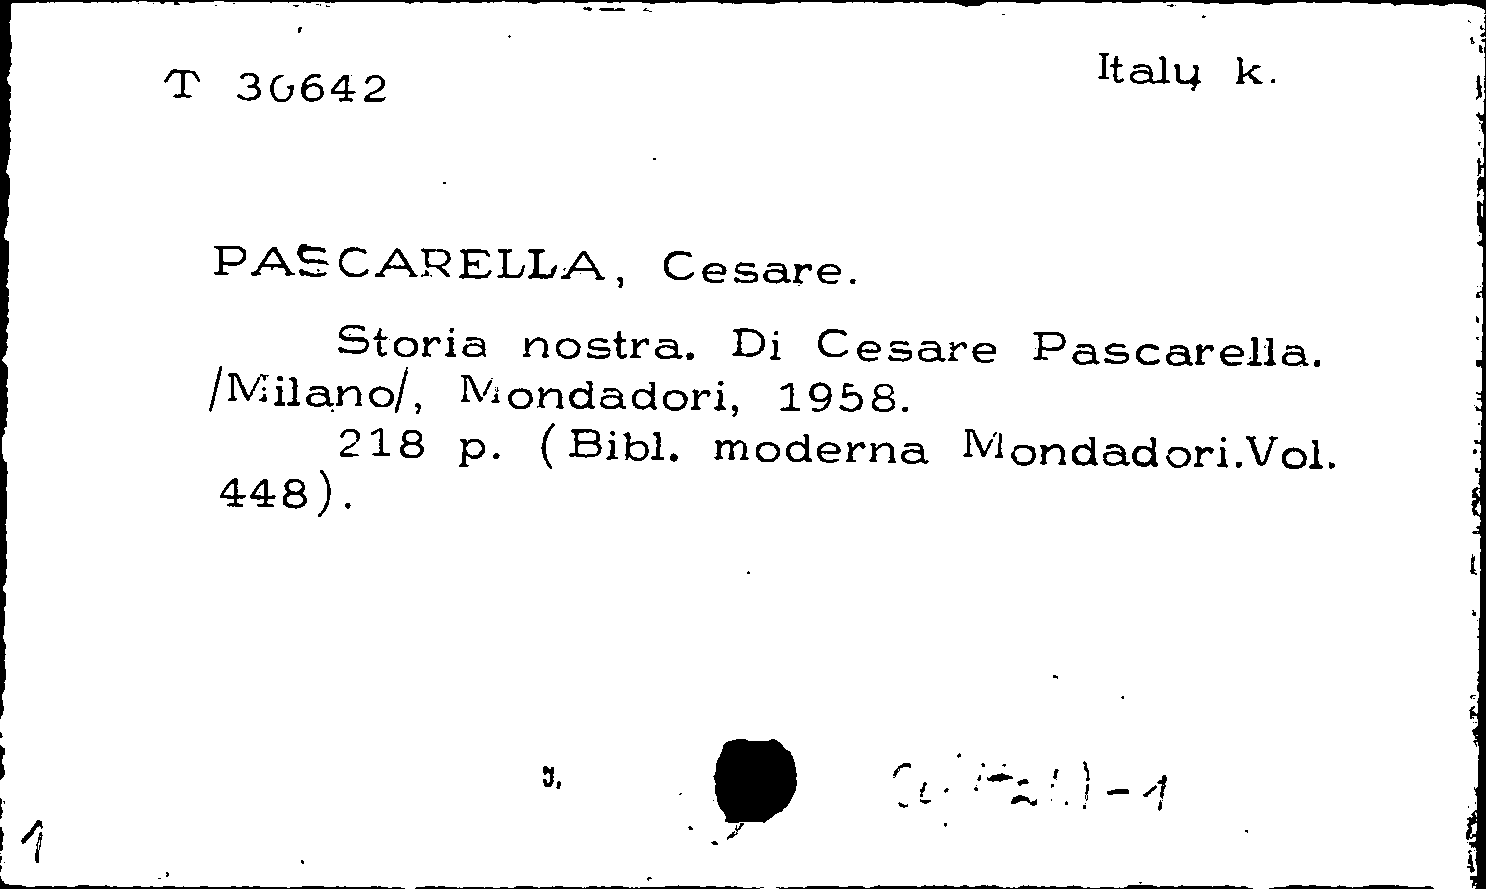 T 30642
Italų k.
PASCARELLA, Cesare.
Storia nostra. Di Cesare Pascarella.
/Milano/, Mondadori, 1958.
218 p. (Bibl. moderna Mondadori.Vol.
448).
1